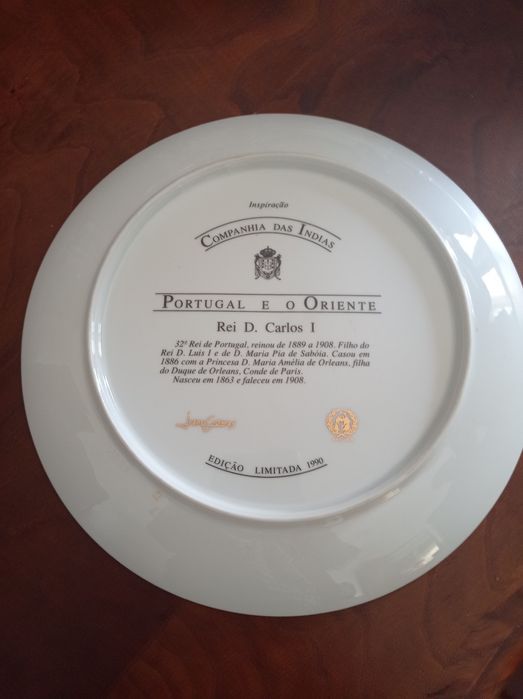 Inspiração
COMPANHIA DAS ÍNDIAS
PORTUGAL E O ORIENTE
Rei D. Carlos I
32º Rei de Portugal, reinou de 1889 a 1908. Filho do
Rei D. Luis I e de D. Maria Pia de Sabóia. Casou em
1886 com a Princesa D. Maria Amélia de Orleans, filha
do Duque de Orleans, Conde de Paris.
Nasceu em 1863 e faleceu em 1908.
EDIÇÃO LIMITADA 1990